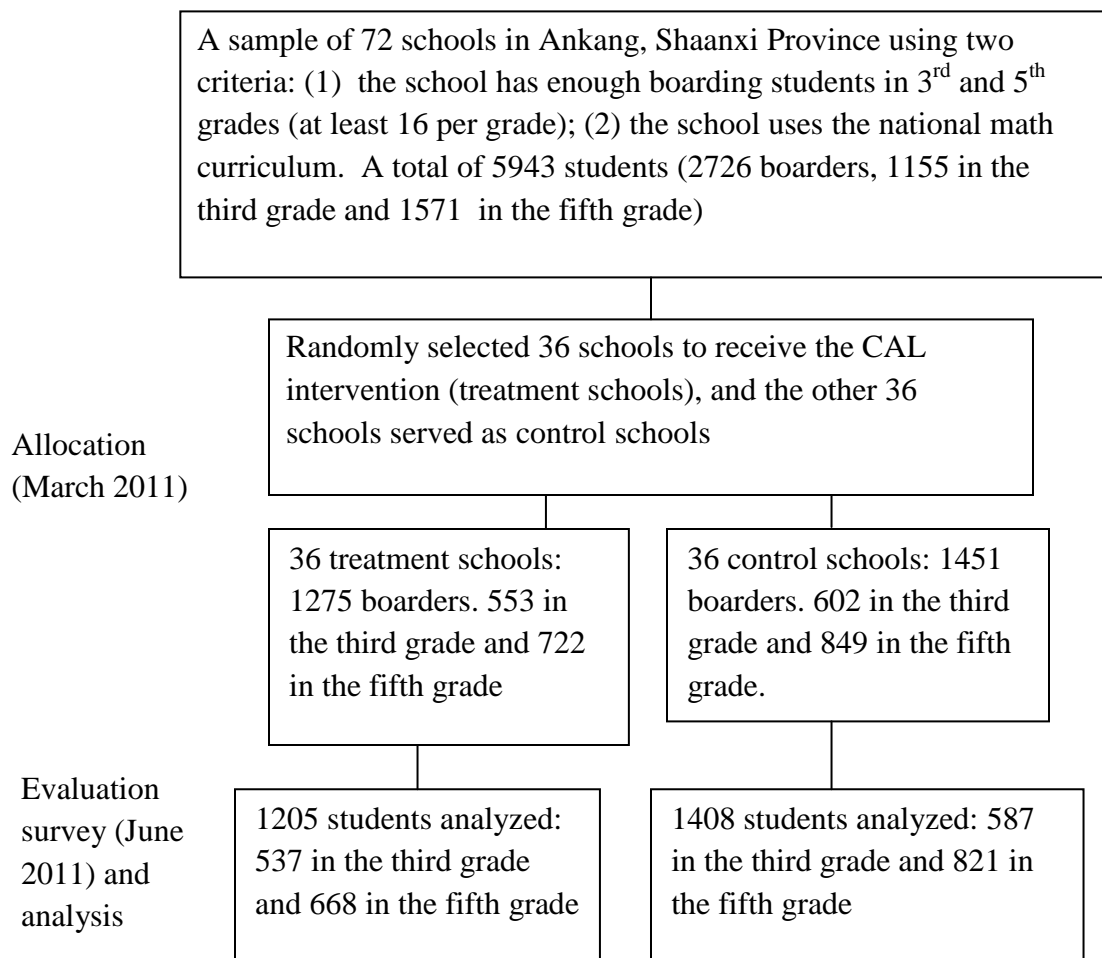 A sample of 72 schools in Ankang, Shaanxi Province using two
criteria: (1)  the school has enough boarding students in 3rd and 5th
grades (at least 16 per grade); (2) the school uses the national math
curriculum.  A total of 5943 students (2726 boarders, 1155 in the
third grade and 1571  in the fifth grade)
Randomly selected 36 schools to receive the CAL
intervention (treatment schools), and the other 36
schools served as control schools
Allocation
(March 2011)
36 treatment schools:
1275 boarders. 553 in
the third grade and 722
in the fifth grade
36 control schools: 1451
boarders. 602 in the third
grade and 849 in the fifth
grade.
Evaluation
survey (June
2011) and
analysis
1205 students analyzed:
537 in the third grade
and 668 in the fifth grade
1408 students analyzed: 587
in the third grade and 821 in
the fifth grade